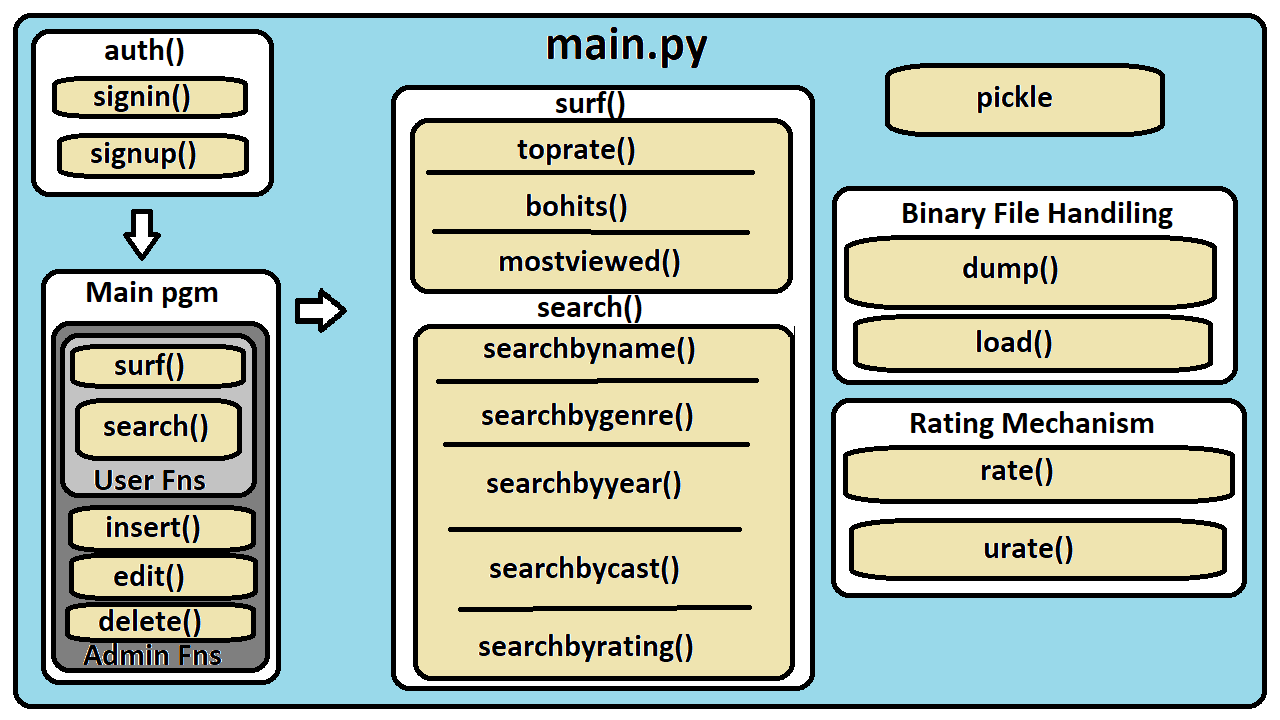 main.py
auth()
signin()
signup()
Main pgm
surf()
search()
User Fns
insert()
edit()
delete()
Admin Fns
surf()
toprate()
bohits()
mostviewed()
search()
searchbyname()
searchbygenre()
searchbyyear()
searchbycast()
searchbyrating()
pickle
Binary File Handiling
dump()
load()
Rating Mechanism
rate()
urate()